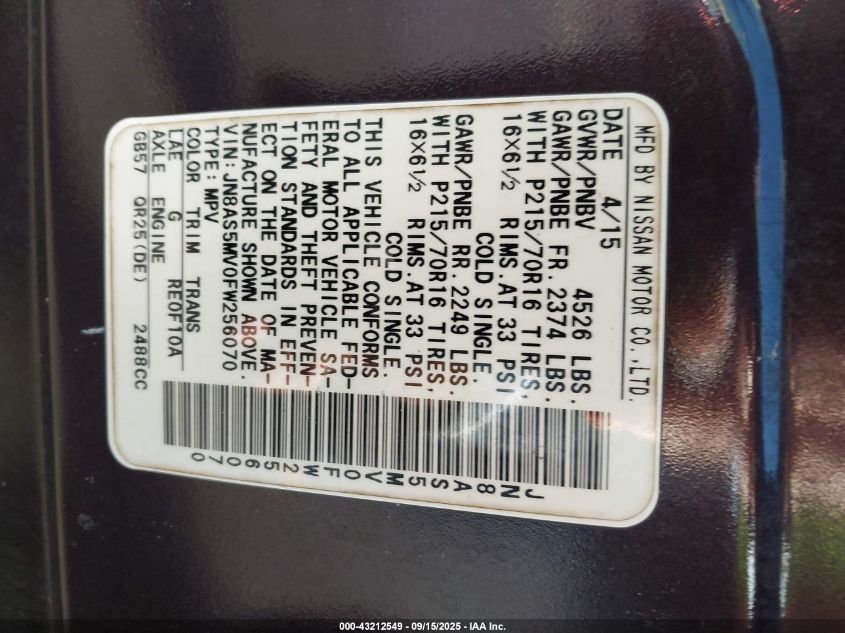 MFD BY NISSAN MOTOR CO.,LTD.
DATE 4/15
GVWR/PNBV 4526 LBS.
GAWR/PNBE FR. 2374 LBS.
WITH P215/70R16 TIRES,
16X6½ RIMS.AT 33 PSI
COLD SINGLE.
GAWR/PNBE RR. 2249 LBS.
WITH P215/70R16 TIRES,
16X6½ RIMS.AT 33 PSI
COLD SINGLE.
THIS VEHICLE CONFORMS
TO ALL APPLICABLE FED-
ERAL MOTOR VEHICLE SA-
FETY AND THEFT PREVEN-
TION STANDARDS IN EFF-
ECT ON THE DATE OF MA-
NUFACTURE SHOWN ABOVE.
VIN:JN8AS5MV0FW256070
TYPE:MPV
COLOR TRIM TRANS
LAE G RE0F10A
AXLE ENGINE
GB57 QR25(DE) 2488CC
JN8AS5MV0FW256070
000-43212549 - 09/15/2025 - IAA Inc.